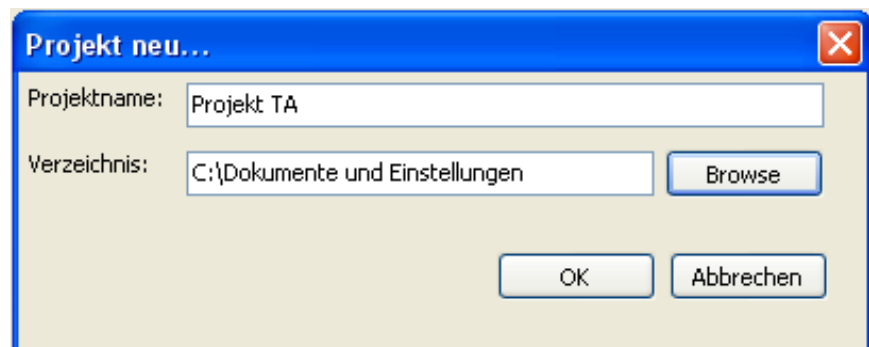 Projekt neu...
Projektname: Projekt TA
Verzeichnis: C:\Dokumente und Einstellungen Browse
OK Abbrechen